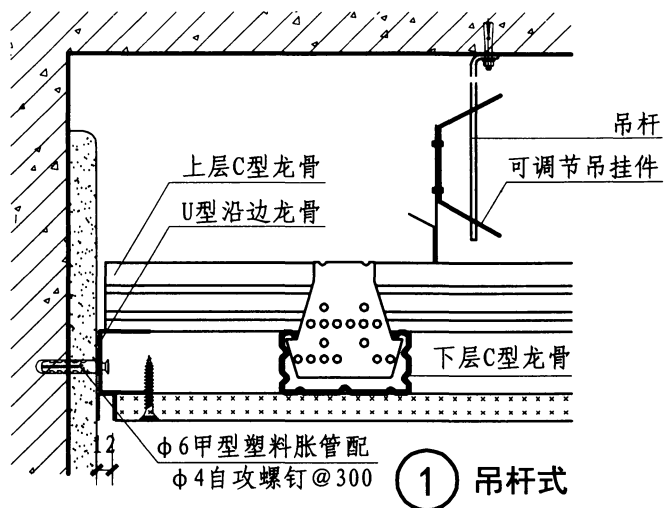 吊杆
可调节吊挂件
上层C型龙骨
U型沿边龙骨
下层C型龙骨
12
ф6甲型塑料胀管配
ф4自攻螺钉@300
1 吊杆式